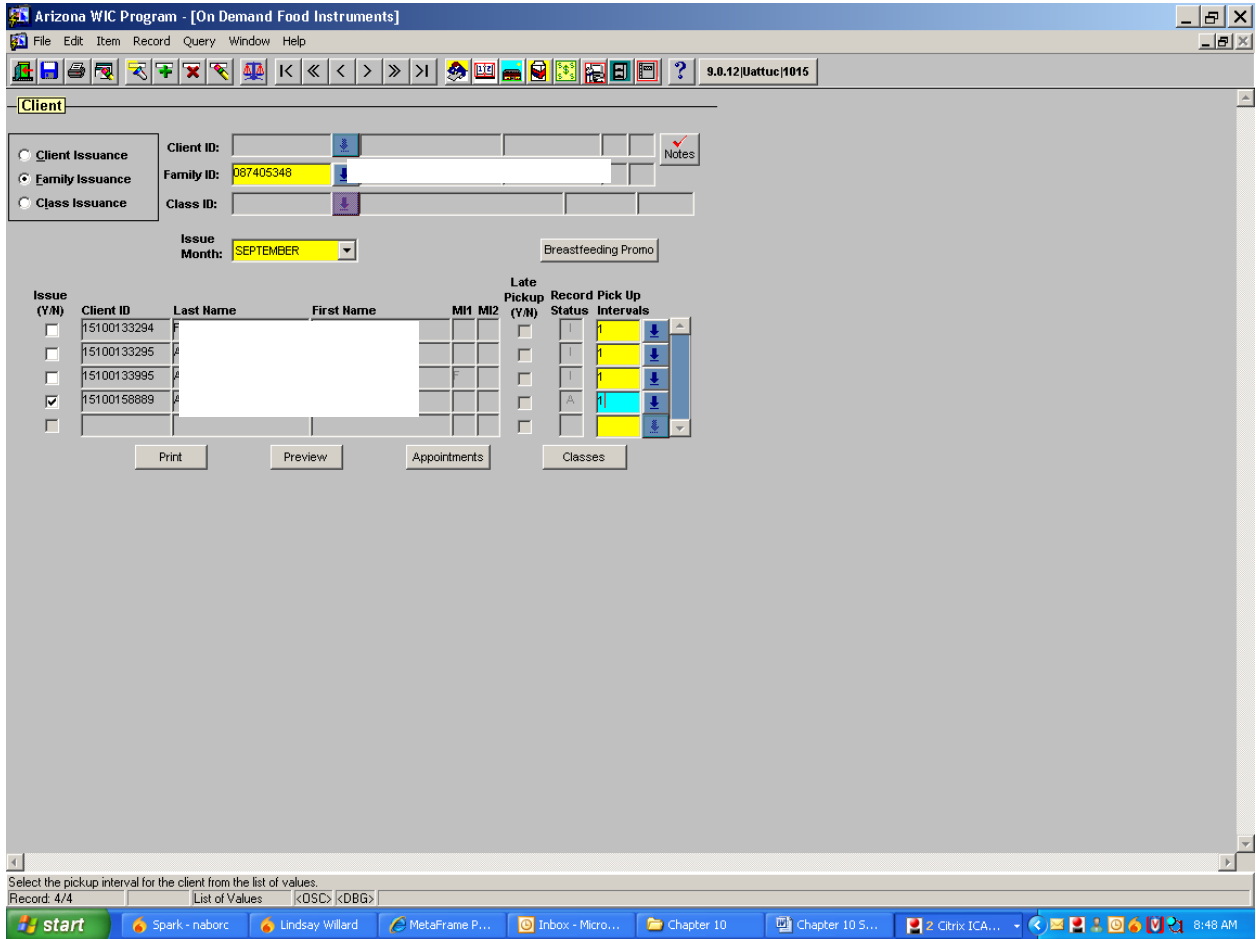 Arizona WIC Program - [On Demand Food Instruments]
File Edit Item Record Query Window Help
9.0.12|Uattuc|1015
Client
Client Issuance
Family Issuance
Class Issuance
Client ID:
Notes
Family ID: 087405348
Class ID:
Issue
Month: SEPTEMBER
Breastfeeding Promo
Late
Issue Pickup Record Pick Up
(Y/N) Client ID Last Name First Name MI1 MI2 (Y/N) Status Intervals
15100133294 I 1
15100133295 A I 1
15100133995 A F I 1
15100158889 A A 1
Print Preview Appointments Classes
Select the pickup interval for the client from the list of values.
Record: 4/4 List of Values <OSC> <DBG>
start Spark - naborc Lindsay Willard MetaFrame P... Inbox - Micro... Chapter 10 Chapter 10 S... 2 Citrix ICA... 8:48 AM